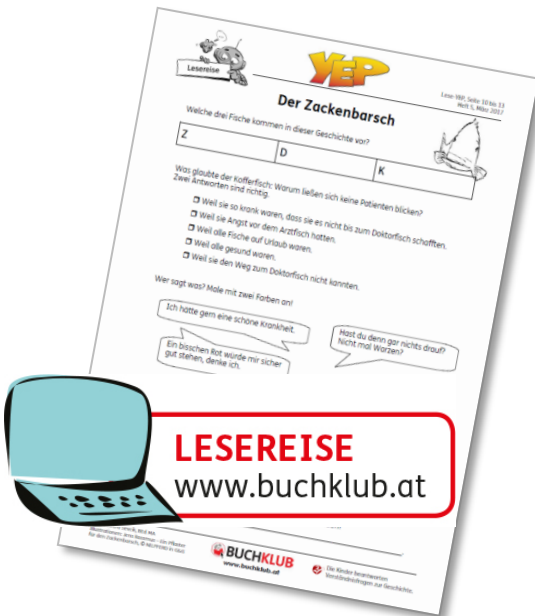 Lesereise
YEP
Lese-YEP, Seite 10 bis 11
Heft 5, März 2017
Der Zackenbarsch
Welche drei Fische kommen in dieser Geschichte vor?
Z D K
Was glaubte der Kofferfisch: Warum ließen sich keine Patienten blicken?
Zwei Antworten sind richtig.
Weil sie so krank waren, dass sie es nicht bis zum Doktorfisch schafften.
Weil sie Angst vor dem Arztfisch hatten.
Weil alle Fische auf Urlaub waren.
Weil alle gesund waren.
Weil sie den Weg zum Doktorfisch nicht kannten.
Wer sagt was? Male mit zwei Farben an!
Ich hätte gern eine schöne Krankheit.
Hast du denn gar nichts drauf?
Nicht mal Warzen?
Ein bisschen Rot würde mir sicher
gut stehen, denke ich.
LESEREISE
www.buchklub.at
für den Zackenbarsch, ©
BUCHKLUB
www.buchklub.at
Die Kinder beantworten
Verständnisfragen zur Geschichte.